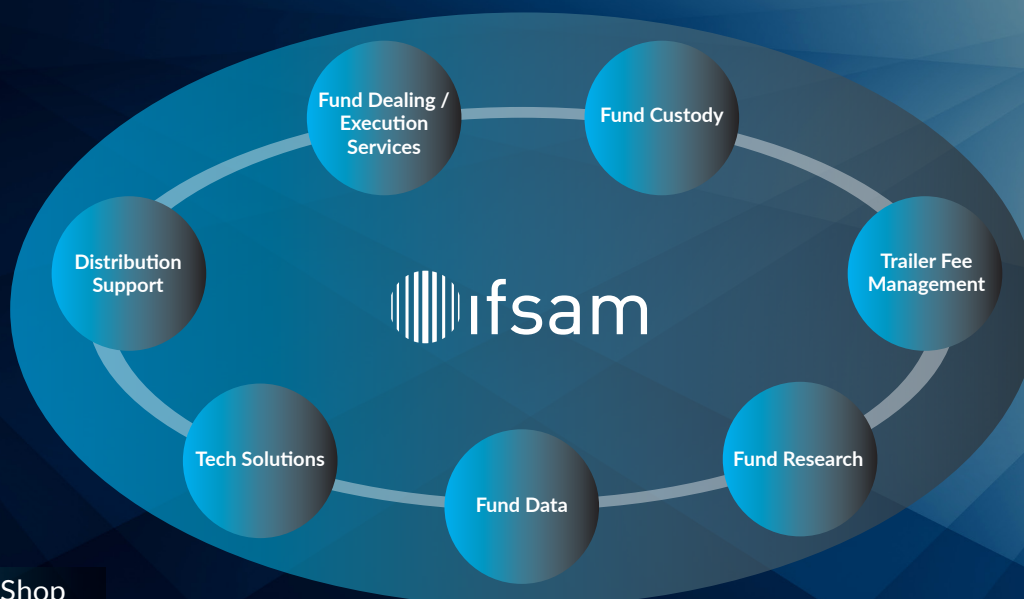 Fund Dealing /
Execution
Services
Fund Custody
Distribution
Support
Trailer Fee
Management
ifsam
Tech Solutions
Fund Data
Fund Research
Shop